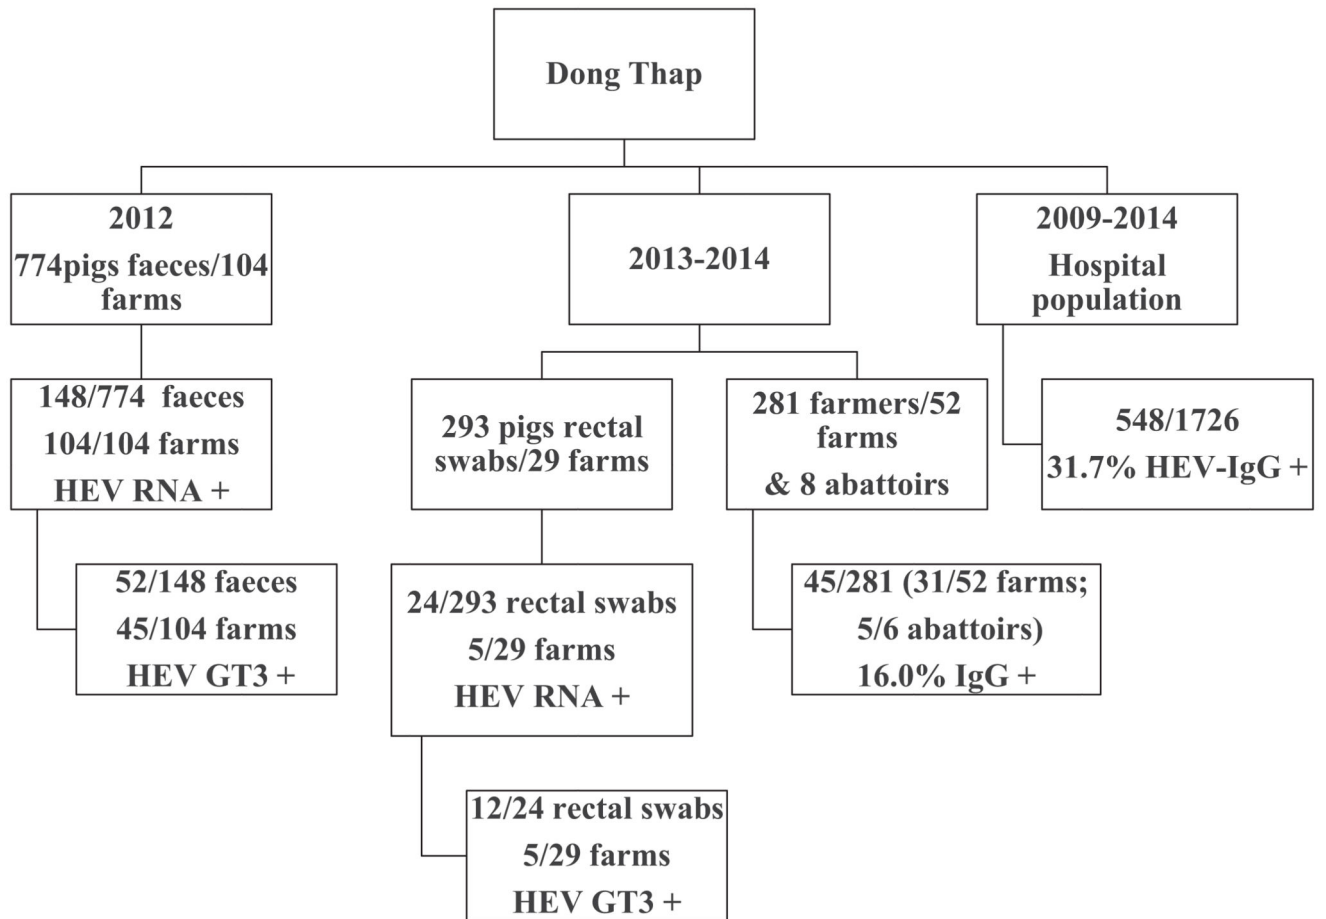 Dong Thap
2012
774pigs faeces/104
farms
2013-2014
2009-2014
Hospital
population
148/774 faeces
104/104 farms
HEV RNA +
293 pigs rectal
swabs/29 farms
281 farmers/52
farms
& 8 abattoirs
548/1726
31.7% HEV-IgG +
52/148 faeces
45/104 farms
HEV GT3 +
24/293 rectal swabs
5/29 farms
HEV RNA +
45/281 (31/52 farms;
5/6 abattoirs)
16.0% IgG +
12/24 rectal swabs
5/29 farms
HEV GT3 +